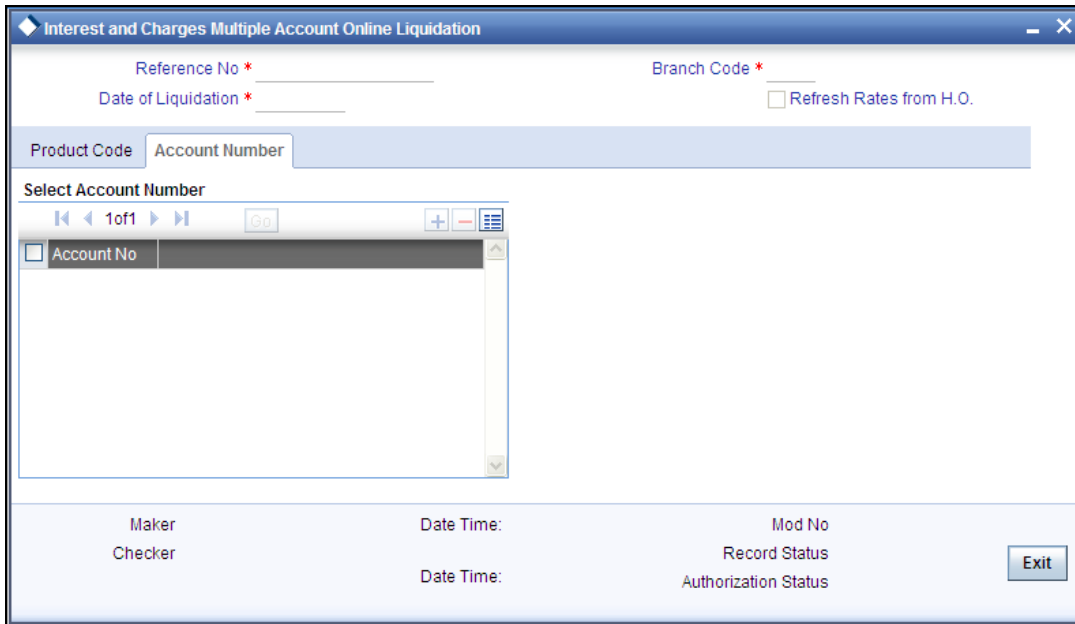 Interest and Charges Multiple Account Online Liquidation
Reference No * Branch Code *
Date of Liquidation * Refresh Rates from H.O.
Product Code Account Number
Select Account Number
1of1 Go
Account No
Maker Date Time: Mod No
Checker Record Status
Date Time: Authorization Status
Exit